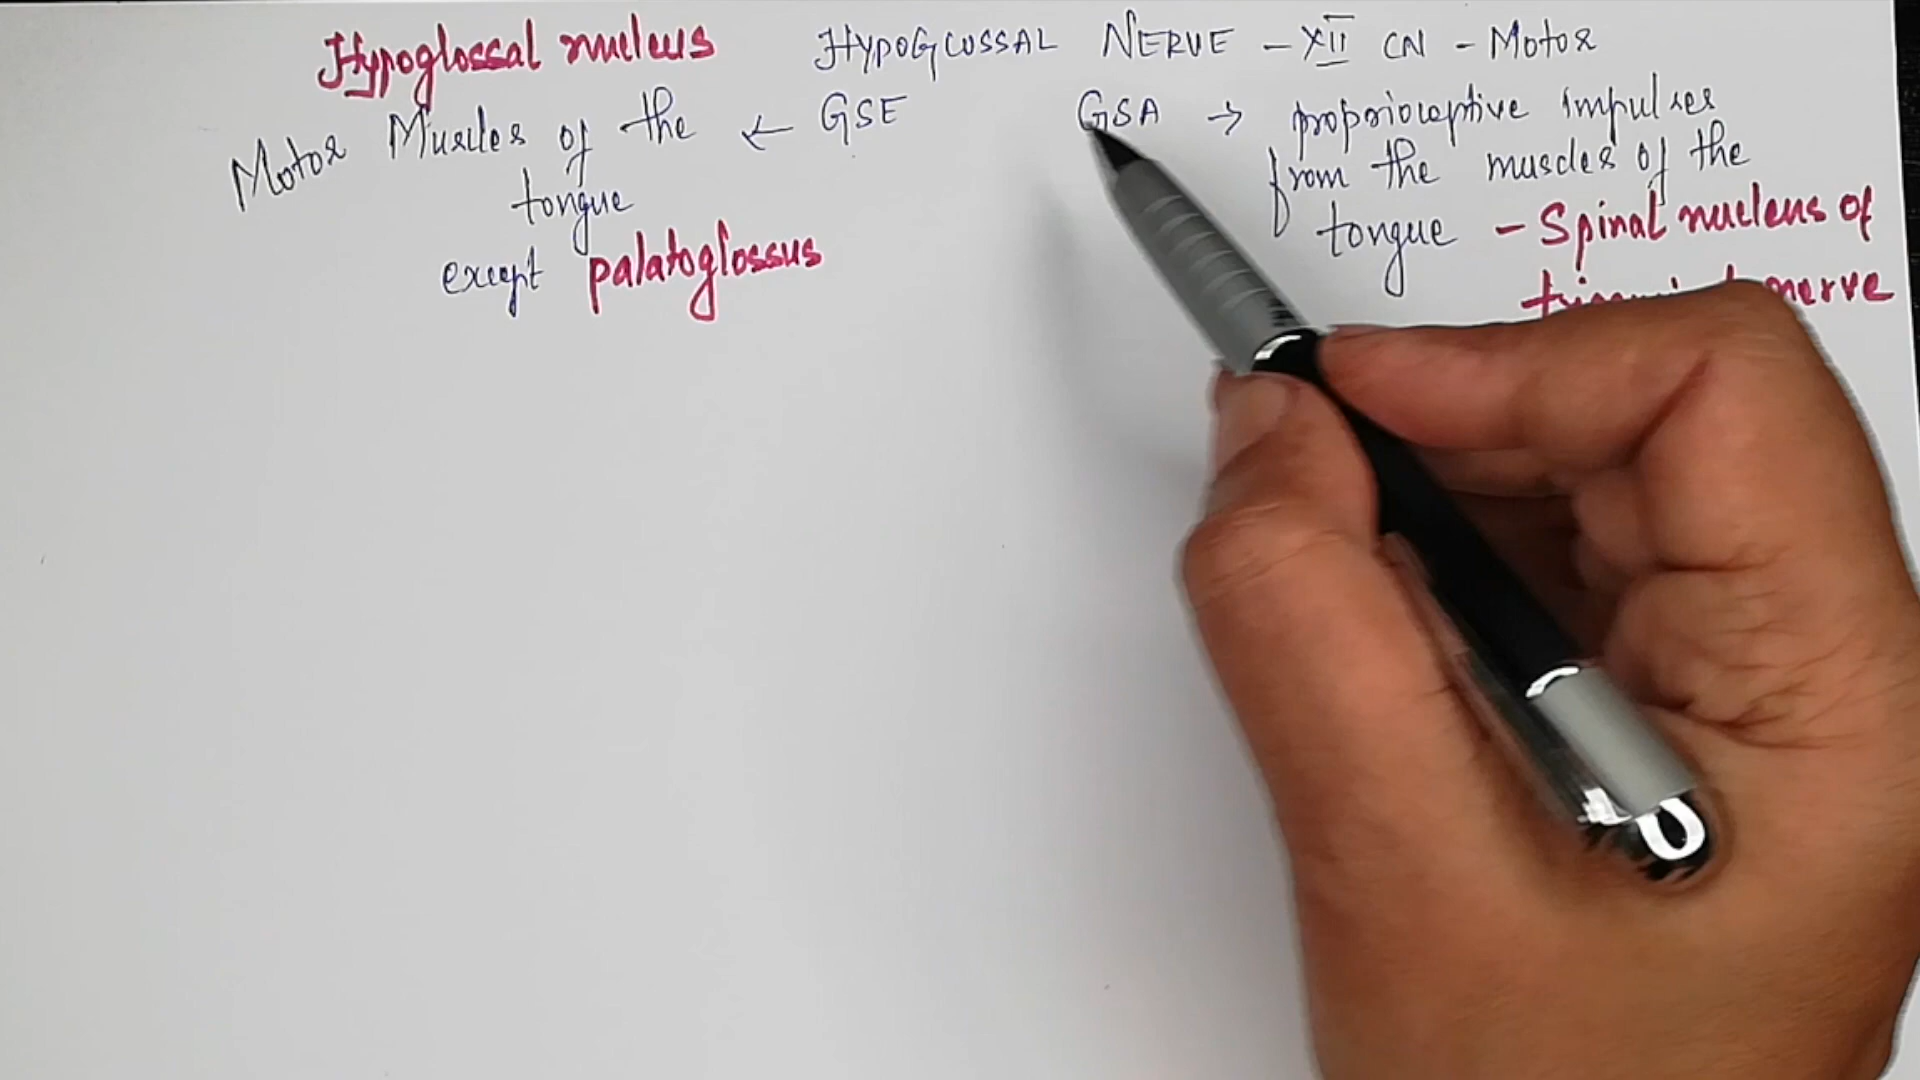 Hypoglossal nucleus HYPOGLOSSAL NERVE - XII CN - Motor
Motor Muscles of the ← GSE
tongue
except palatoglossus
GSA → proprioceptive impulses
from the muscles of the
tongue - Spinal nucleus of
nerve